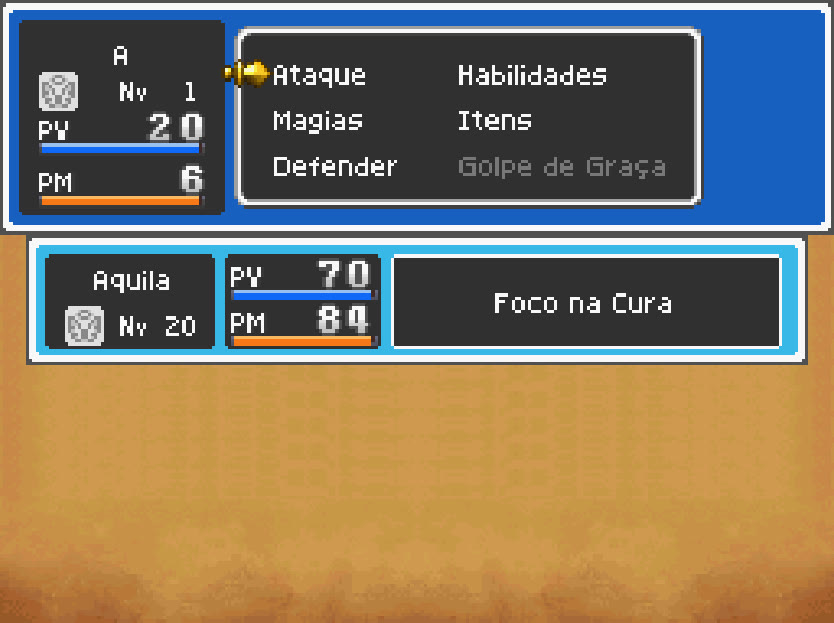 A
Nv 1
PV 20
PM 6
Ataque Habilidades
Magias Itens
Defender Golpe de Graça
Aquila
Nv 20
PV 70
PM 84
Foco na Cura